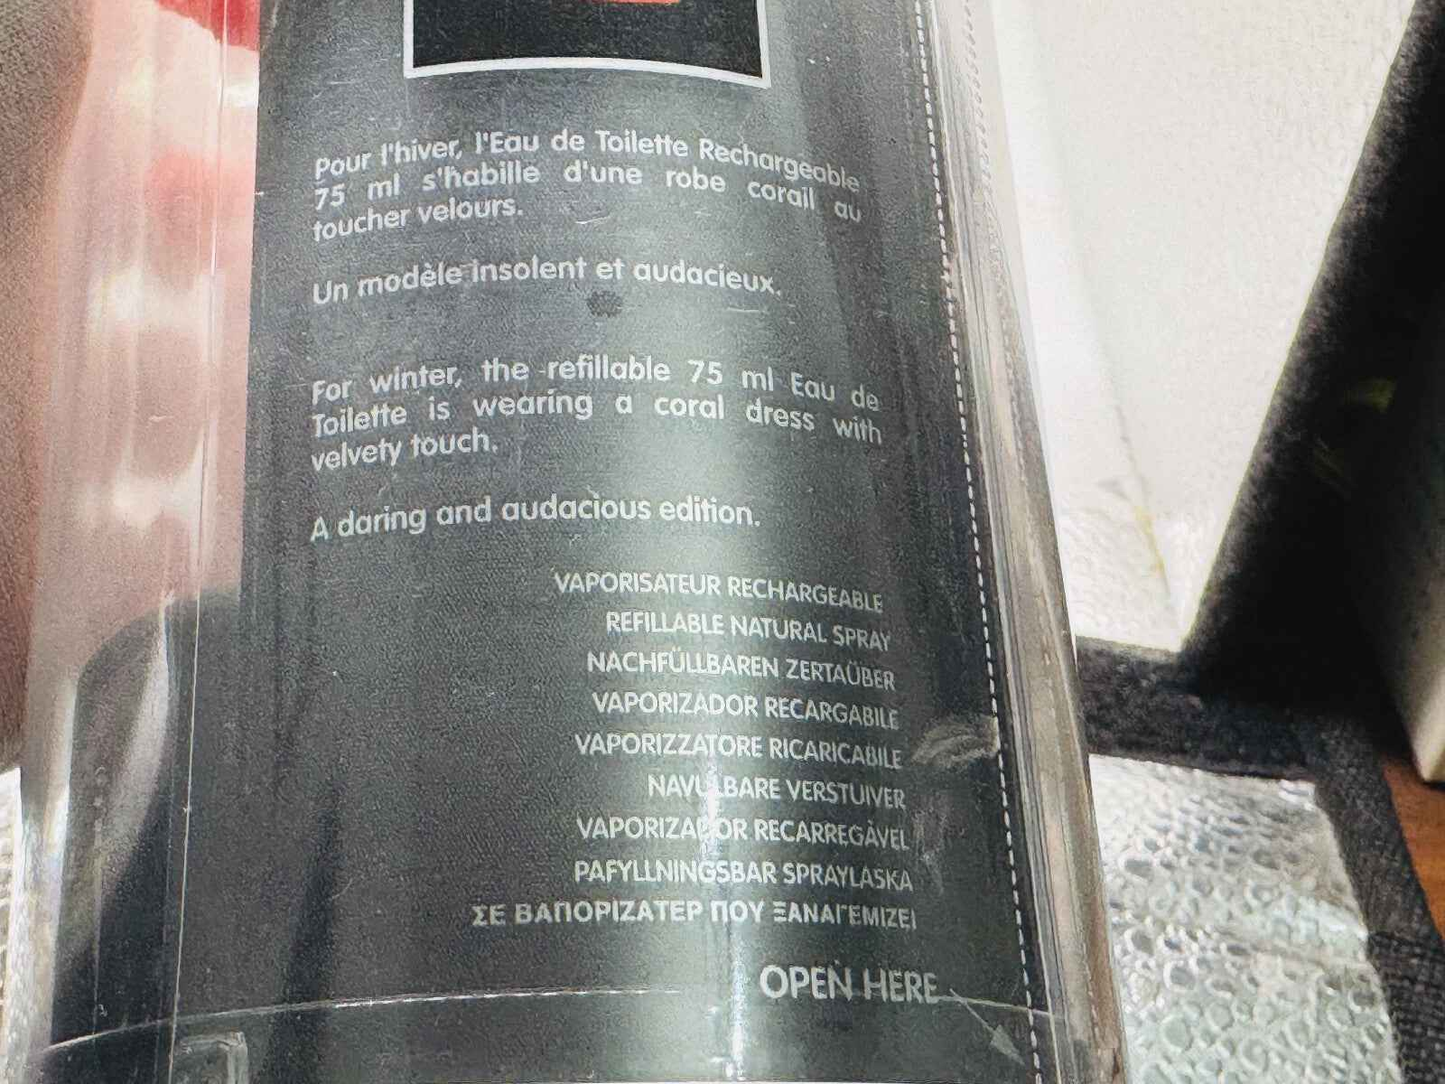 Pour l'hiver, l'Eau de Toilette Rechargeable
75 ml s'habille d'une robe corail au
toucher velours.
Un modèle insolent et audacieux.
For winter, the refillable 75 ml Eau de
Toilette is wearing a coral dress with
velvety touch.
A daring and audacious edition.
VAPORISATEUR RECHARGEABLE
REFILLABLE NATURAL SPRAY
NACHFÜLLBAREN ZERTAÜBER
VAPORIZADOR RECARGABILE
VAPORIZZATORE RICARICABILE
NAVULBARE VERSTUIVER
VAPORIZADOR RECARREGÀVEL
PAFYLLNINGSBAR SPRAYLASKA
ΣΕ ΒΑΠΟΡΙΖΑΤΕΡ ΠΟΥ ΞΑΝΑΓΕΜΙΖΕΙ
OPEN HERE